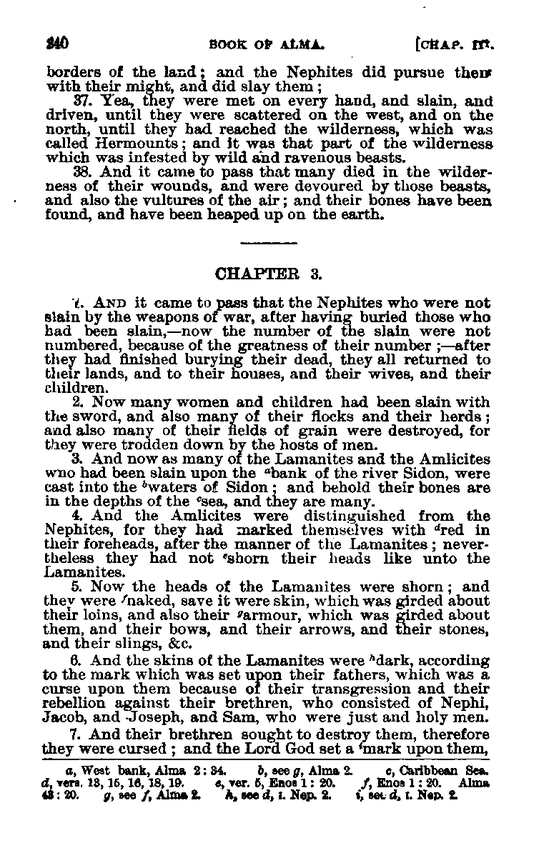 240 BOOK OF ALMA. [CHAP. III.
borders of the land; and the Nephites did pursue them
with their might, and did slay them;
37. Yea, they were met on every hand, and slain, and
driven, until they were scattered on the west, and on the
north, until they had reached the wilderness, which was
called Hermounts; and it was that part of the wilderness
which was infested by wild and ravenous beasts.
38. And it came to pass that many died in the wilder-
ness of their wounds, and were devoured by those beasts,
and also the vultures of the air; and their bones have been
found, and have been heaped up on the earth.
CHAPTER 3.
1. AND it came to pass that the Nephites who were not
slain by the weapons of war, after having buried those who
had been slain,—now the number of the slain were not
numbered, because of the greatness of their number;—after
they had finished burying their dead, they all returned to
their lands, and to their houses, and their wives, and their
children.
2. Now many women and children had been slain with
the sword, and also many of their flocks and their herds;
and also many of their fields of grain were destroyed, for
they were trodden down by the hosts of men.
3. And now as many of the Lamanites and the Amlicites
who had been slain upon the ᵃbank of the river Sidon, were
cast into the ᵇwaters of Sidon; and behold their bones are
in the depths of the ᶜsea, and they are many.
4. And the Amlicites were distinguished from the
Nephites, for they had marked themselves with ᵈred in
their foreheads, after the manner of the Lamanites; never-
theless they had not ᵉshorn their heads like unto the
Lamanites.
5. Now the heads of the Lamanites were shorn; and
they were ᶠnaked, save it were skin, which was girded about
their loins, and also their ᵍarmour, which was girded about
them, and their bows, and their arrows, and their stones,
and their slings, &c.
6. And the skins of the Lamanites were ʰdark, according
to the mark which was set upon their fathers, which was a
curse upon them because of their transgression and their
rebellion against their brethren, who consisted of Nephi,
Jacob, and Joseph, and Sam, who were just and holy men.
7. And their brethren sought to destroy them, therefore
they were cursed; and the Lord God set a ⁱmark upon them,
a, West bank, Alma 2:34. b, see g, Alma 2. c, Caribbean Sea.
d, vers. 13, 15, 16, 18, 19. e, ver. 5, Enos 1:20. f, Enos 1:20. Alma
43:20. g, see f, Alma 2. h, see d, I. Nep. 2. i, see d, I. Nep. 2.